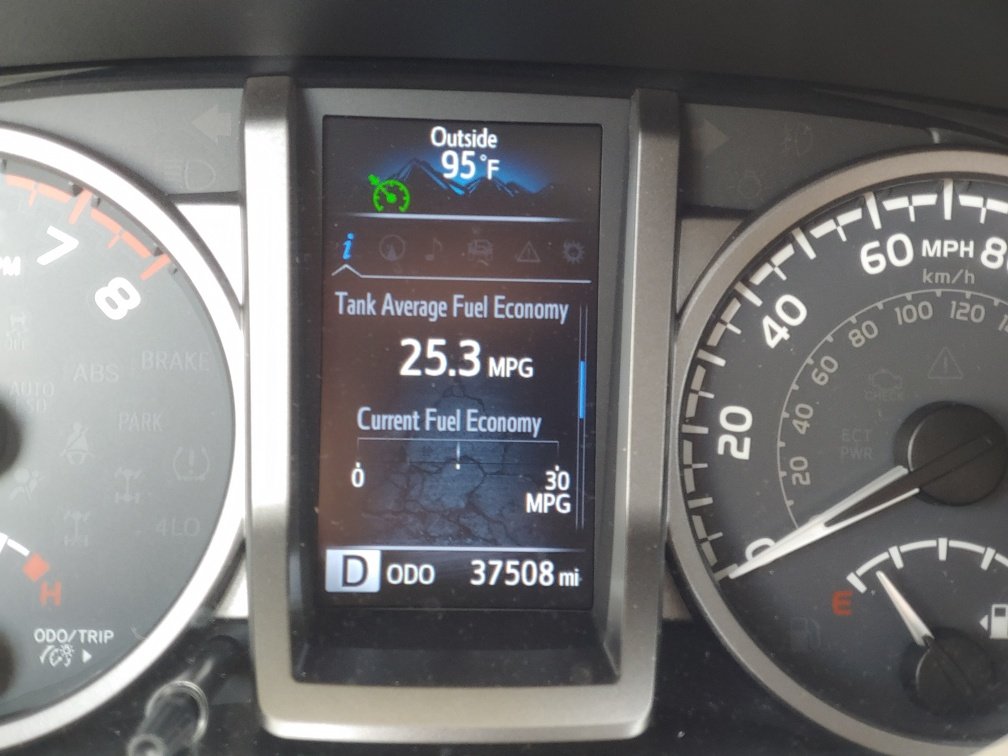 Outside
95°F
i
Tank Average Fuel Economy
25.3 MPG
Current Fuel Economy
0 30
MPG
D ODO 37508 mi
7
8
ABS
BRAKE
AUTO
PARK
4LO
H
ODO/TRIP
0
20
40
60 MPH
km/h
20
40
60
80
100
120
CHECK
ECT
PWR
E